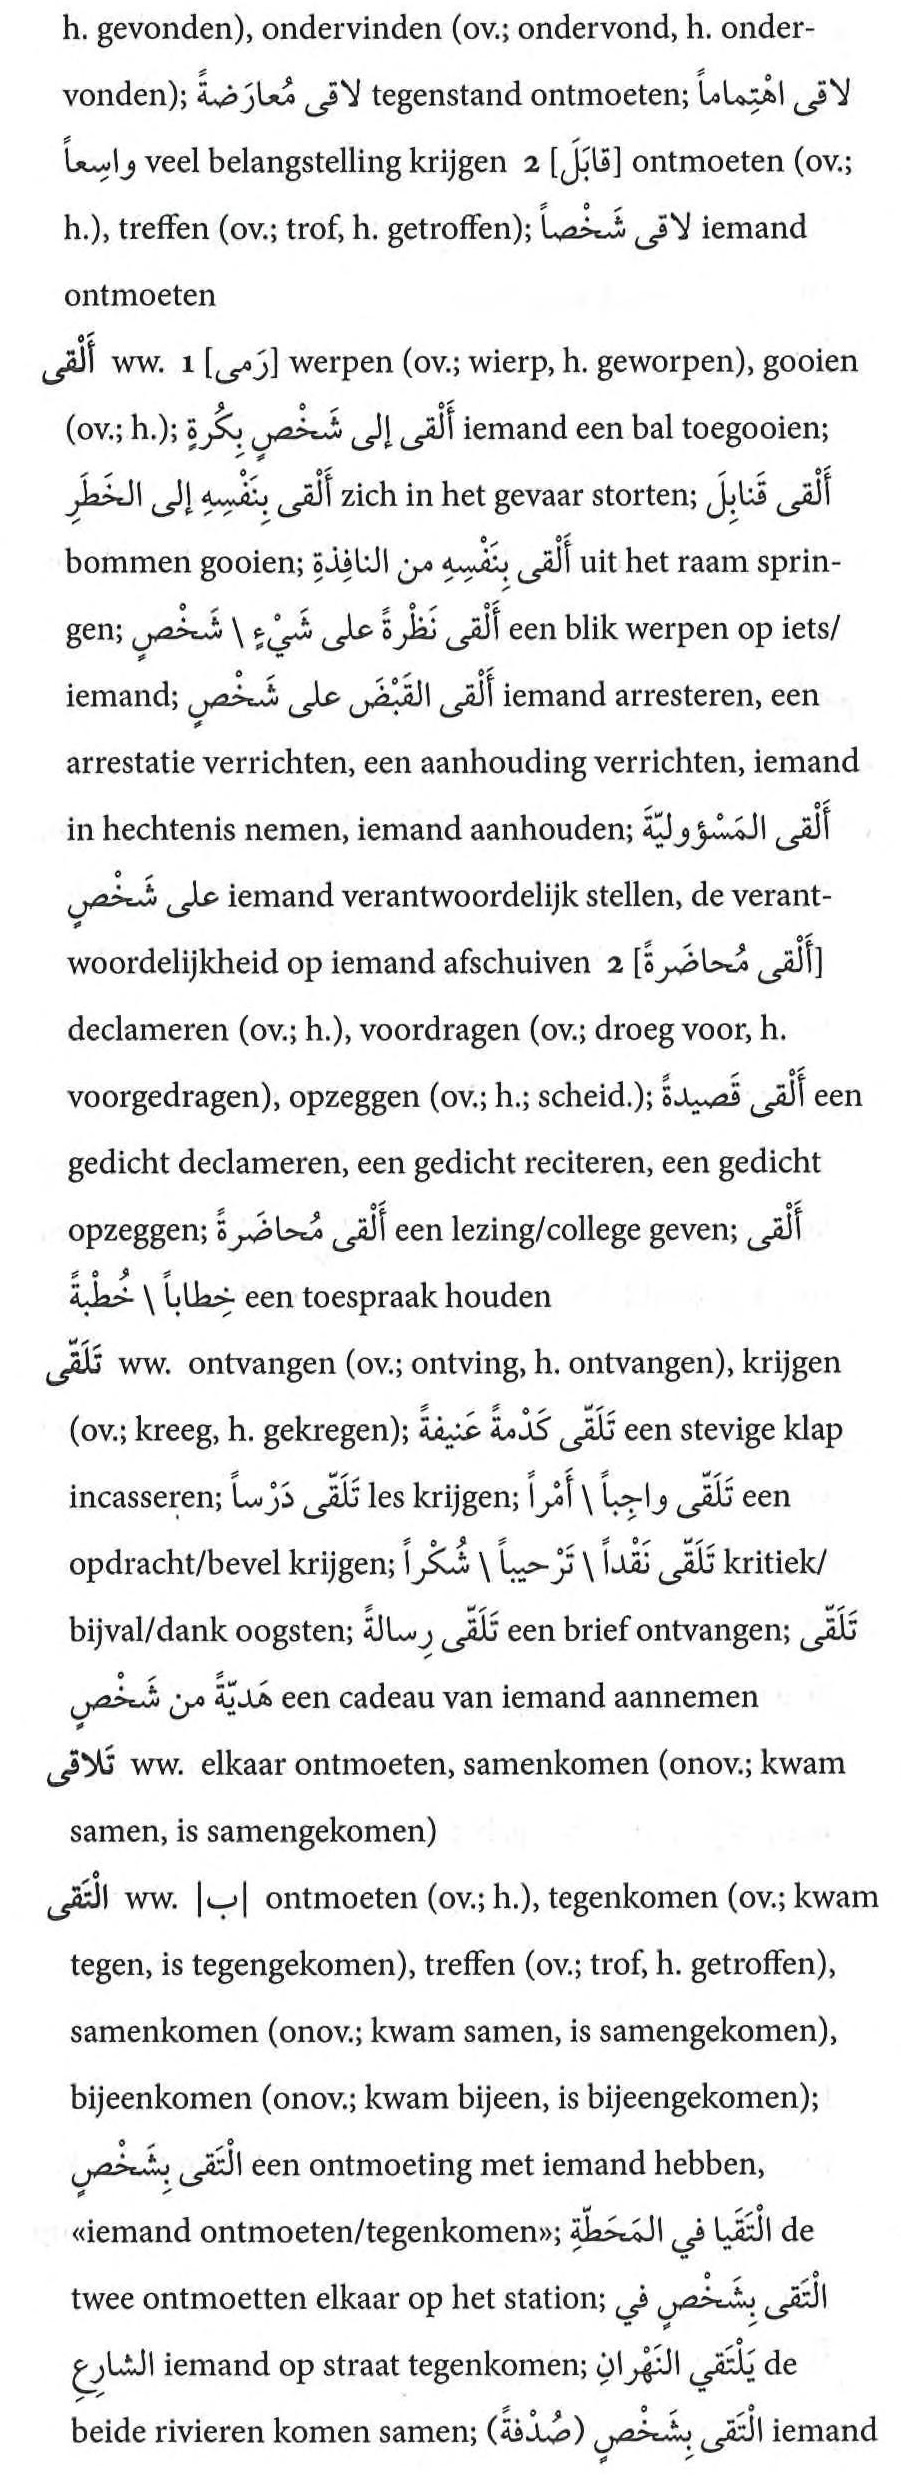 h. gevonden), ondervinden (ov.; ondervond, h. onder-
vonden); لاقى مُعارَضةً tegenstand ontmoeten; لاقى اهْتِماماً
واسِعاً veel belangstelling krijgen 2 [قابَلَ] ontmoeten (ov.;
h.), treffen (ov.; trof, h. getroffen); لاقى شَخْصاً iemand
ontmoeten
أَلْقى ww. 1 [رَمى] werpen (ov.; wierp, h. geworpen), gooien
(ov.; h.); أَلْقى إلى شَخْصٍ بِكُرةٍ iemand een bal toegooien;
أَلْقى بِنَفْسِهِ إلى الخَطَرِ zich in het gevaar storten; أَلْقى قَنابِلَ
bommen gooien; أَلْقى بِنَفْسِهِ من النافِذةِ uit het raam sprin-
gen; أَلْقى نَظْرةً على شَيْءٍ \ شَخْصٍ een blik werpen op iets/
iemand; أَلْقى القَبْضَ على شَخْصٍ iemand arresteren, een
arrestatie verrichten, een aanhouding verrichten, iemand
in hechtenis nemen, iemand aanhouden; أَلْقى المَسْؤوليّةَ
على شَخْصٍ iemand verantwoordelijk stellen, de verant-
woordelijkheid op iemand afschuiven 2 [أَلْقى مُحاضَرةً]
declameren (ov.; h.), voordragen (ov.; droeg voor, h.
voorgedragen), opzeggen (ov.; h.; scheid.); أَلْقى قَصيدةً een
gedicht declameren, een gedicht reciteren, een gedicht
opzeggen; أَلْقى مُحاضَرةً een lezing/college geven; أَلْقى
خِطاباً \ خُطْبةً een toespraak houden
تَلَقّى ww. ontvangen (ov.; ontving, h. ontvangen), krijgen
(ov.; kreeg, h. gekregen); تَلَقّى كَدْمةً عَنيفةً een stevige klap
incasseren; تَلَقّى دَرْساً les krijgen; تَلَقّى واجِباً \ أَمْراً een
opdracht/bevel krijgen; تَلَقّى نَقْداً \ تَرْحيباً \ شُكْراً kritiek/
bijval/dank oogsten; تَلَقّى رِسالةً een brief ontvangen; تَلَقّى
هَديّةً من شَخْصٍ een cadeau van iemand aannemen
تَلاقى ww. elkaar ontmoeten, samenkomen (onov.; kwam
samen, is samengekomen)
الْتَقى ww. |ب| ontmoeten (ov.; h.), tegenkomen (ov.; kwam
tegen, is tegengekomen), treffen (ov.; trof, h. getroffen),
samenkomen (onov.; kwam samen, is samengekomen),
bijeenkomen (onov.; kwam bijeen, is bijeengekomen);
الْتَقى بِشَخْصٍ een ontmoeting met iemand hebben,
«iemand ontmoeten/tegenkomen»; الْتَقَيا في المَحَطّةِ de
twee ontmoetten elkaar op het station; الْتَقى بِشَخْصٍ في
الشارِعِ iemand op straat tegenkomen; يَلْتَقي النَهْرانِ de
beide rivieren komen samen; الْتَقى بِشَخْصٍ (صُدْفةً) iemand